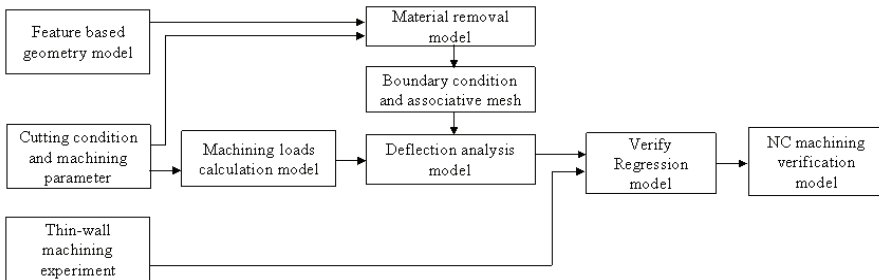 Feature based
geometry model
Material removal
model
Boundary condition
and associative mesh
Cutting condition
and machining
parameter
Machining loads
calculation model
Deflection analysis
model
Verify
Regression
model
NC machining
verification
model
Thin-wall
machining
experiment